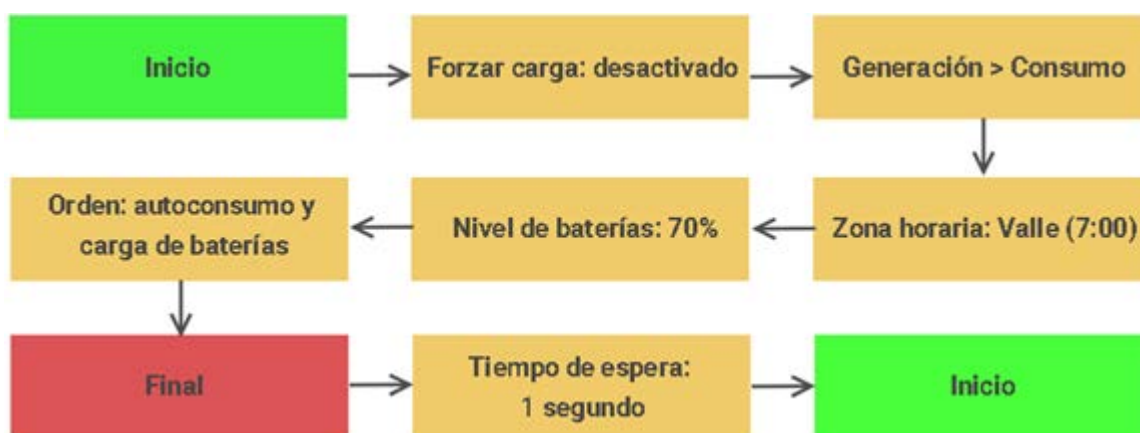 Inicio
Forzar carga: desactivado
Generación > Consumo
Zona horaria: Valle (7:00)
Nivel de baterías: 70%
Orden: autoconsumo y
carga de baterías
Final
Tiempo de espera:
1 segundo
Inicio